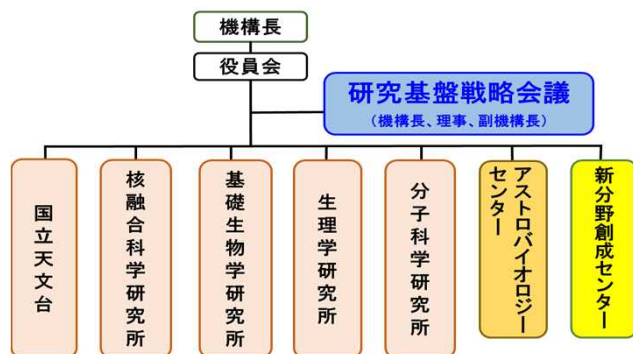 機構長
役員会
研究基盤戦略会議
(機構長、理事、副機構長)
国立天文台
核融合科学研究所
基礎生物学研究所
生理学研究所
分子科学研究所
アストロバイオロジー
センター
新分野創成センター